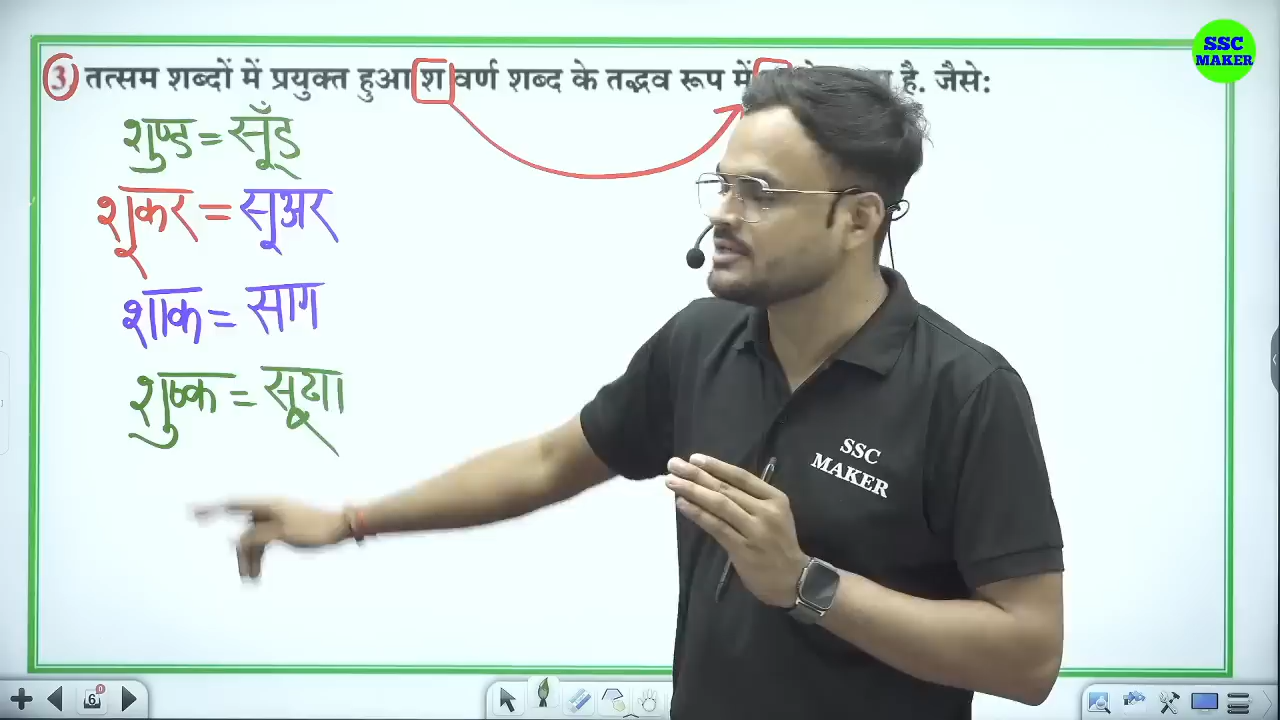 3) तत्सम शब्दों में प्रयुक्त हुआ श वर्ण शब्द के तद्भव रूप में है. जैसे:
शुण्ड = सूँड़
शूकर = सूअर
शाक = साग
शुष्क = सूखा
SSC
MAKER
SSC
MAKER
6